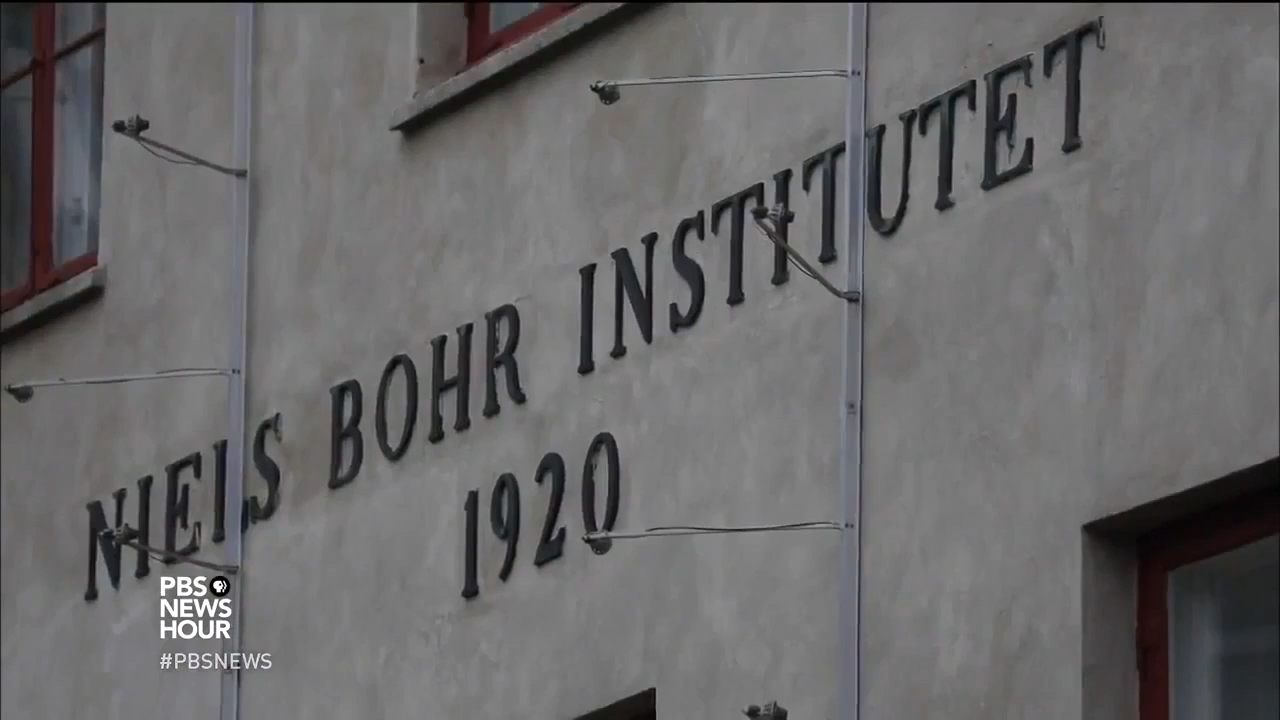 NIELS BOHR INSTITUTET
1920
PBS
NEWS
HOUR
#PBSNEWS